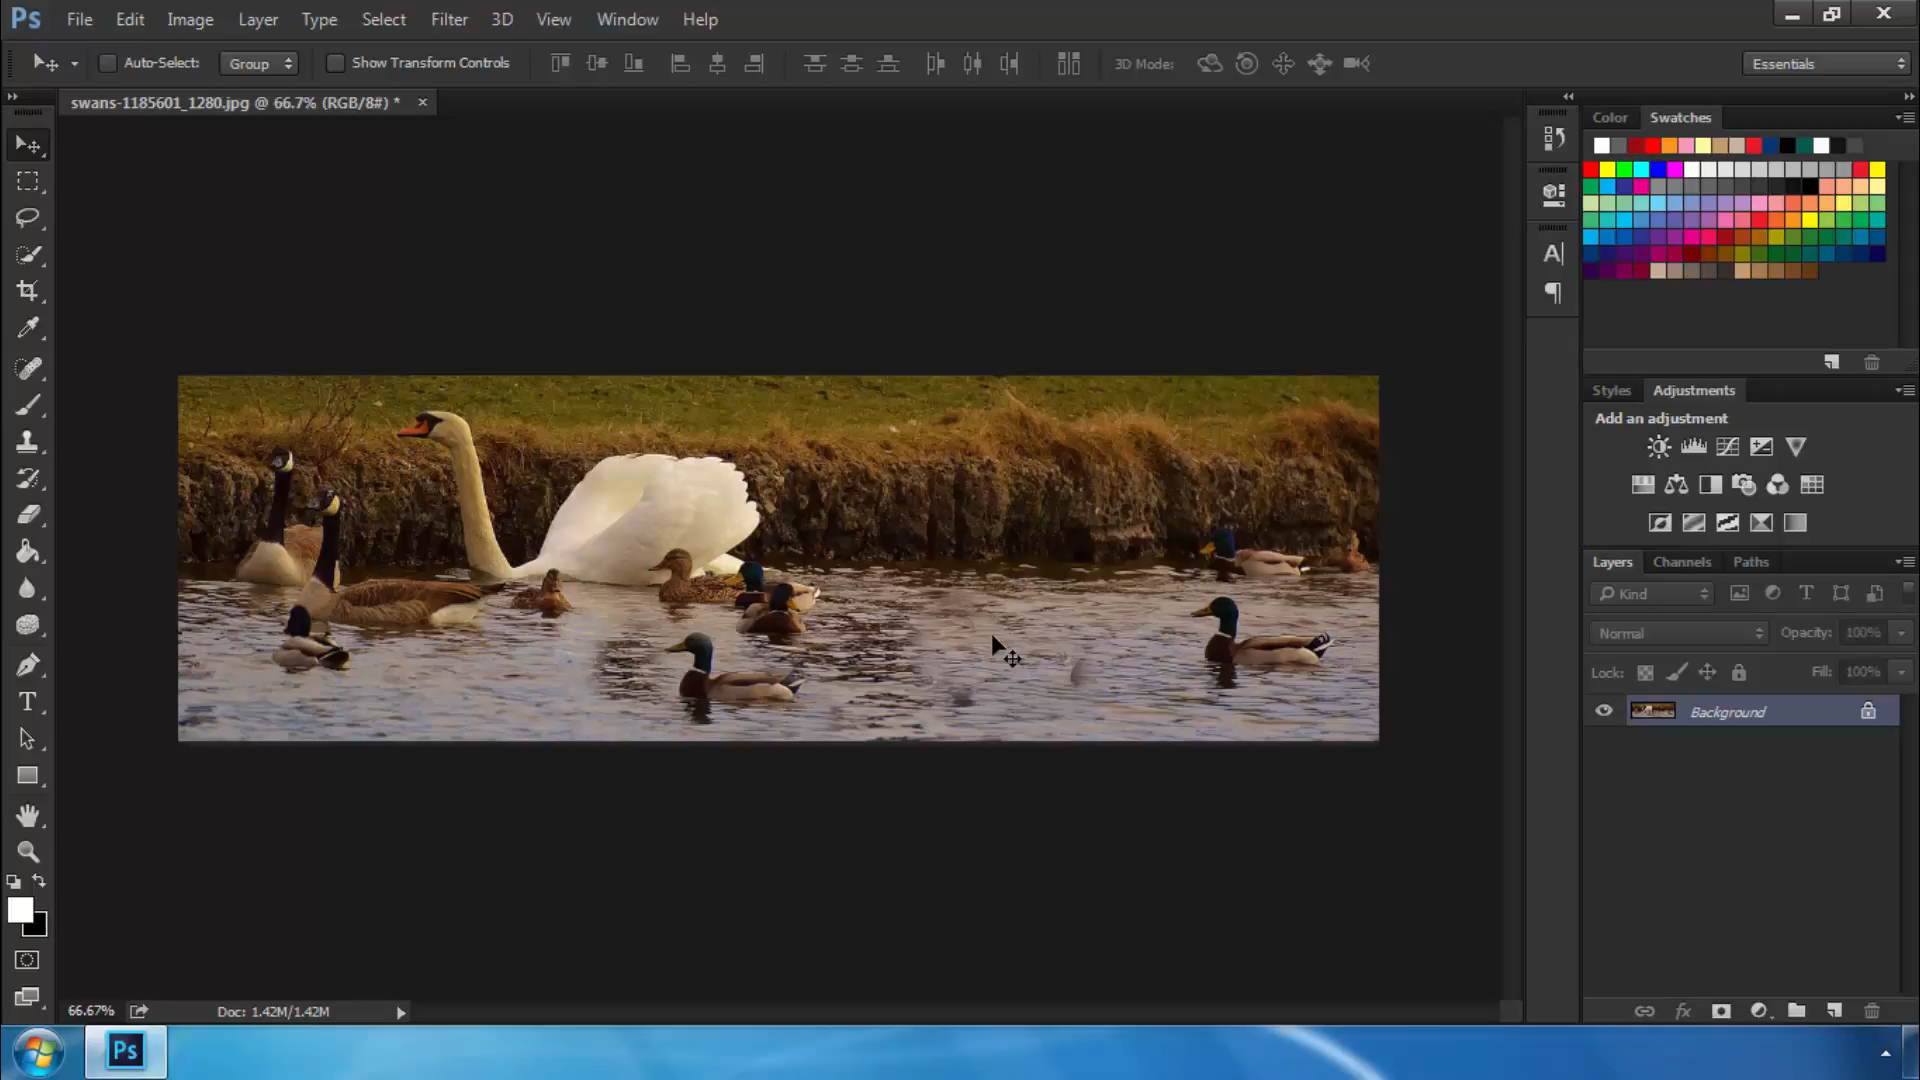 Ps File Edit Image Layer Type Select Filter 3D View Window Help
Auto-Select: Group Show Transform Controls 3D Mode: Essentials
swans-1185601_1280.jpg @ 66.7% (RGB/8#) * ×
Color Swatches
Styles Adjustments
Add an adjustment
Layers Channels Paths
Kind
Normal Opacity: 100%
Lock: Fill: 100%
Background
66.67% Doc: 1.42M/1.42M
Ps